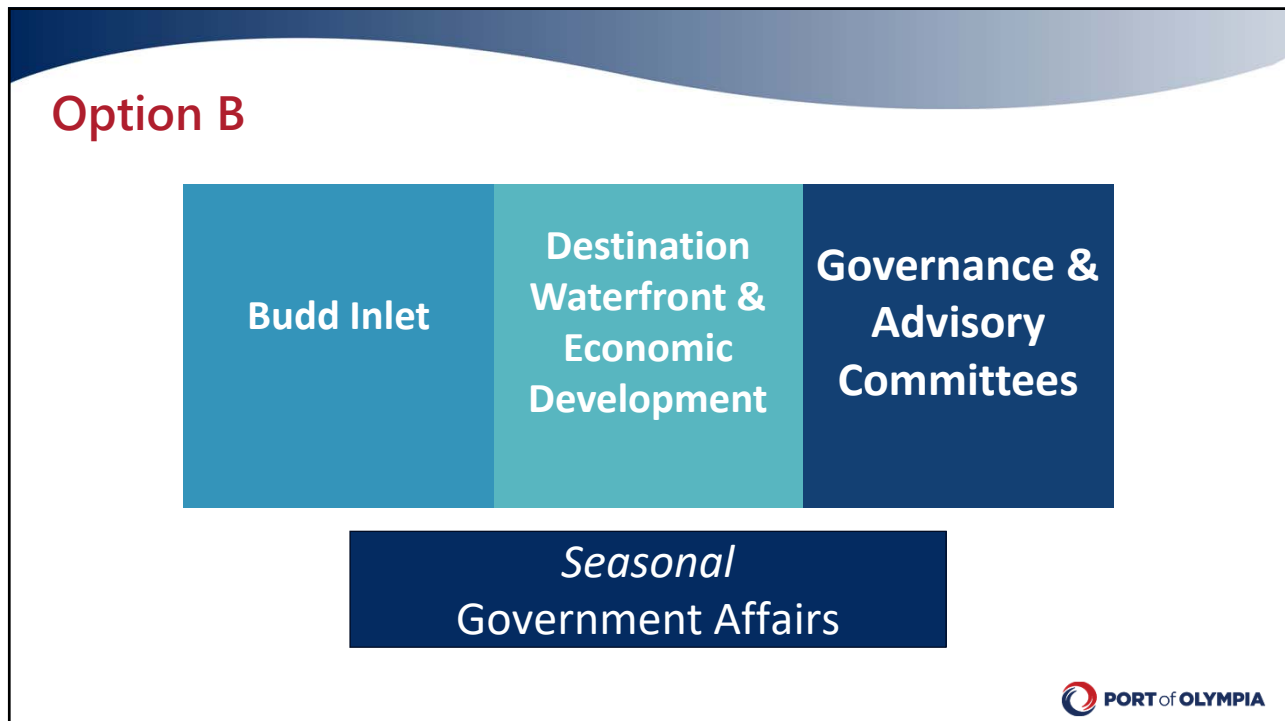 Option B
Budd Inlet
Destination
Waterfront &
Economic
Development
Governance &
Advisory
Committees
Seasonal
Government Affairs
PORT of OLYMPIA